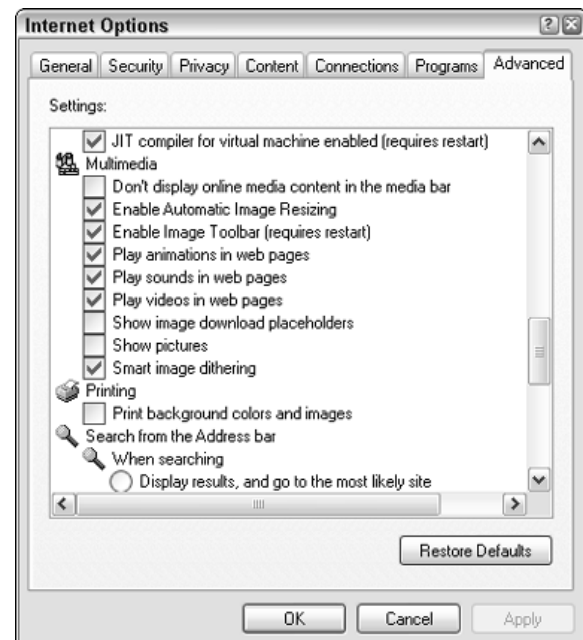 Internet Options
General Security Privacy Content Connections Programs Advanced
Settings:
JIT compiler for virtual machine enabled (requires restart)
Multimedia
Don't display online media content in the media bar
Enable Automatic Image Resizing
Enable Image Toolbar (requires restart)
Play animations in web pages
Play sounds in web pages
Play videos in web pages
Show image download placeholders
Show pictures
Smart image dithering
Printing
Print background colors and images
Search from the Address bar
When searching
Display results, and go to the most likely site
Restore Defaults
OK Cancel Apply